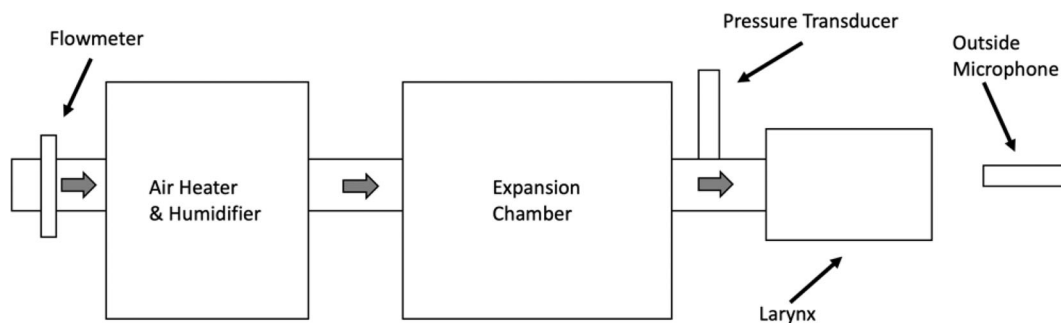 Flowmeter
Pressure Transducer
Outside
Microphone
Air Heater
& Humidifier
Expansion
Chamber
Larynx